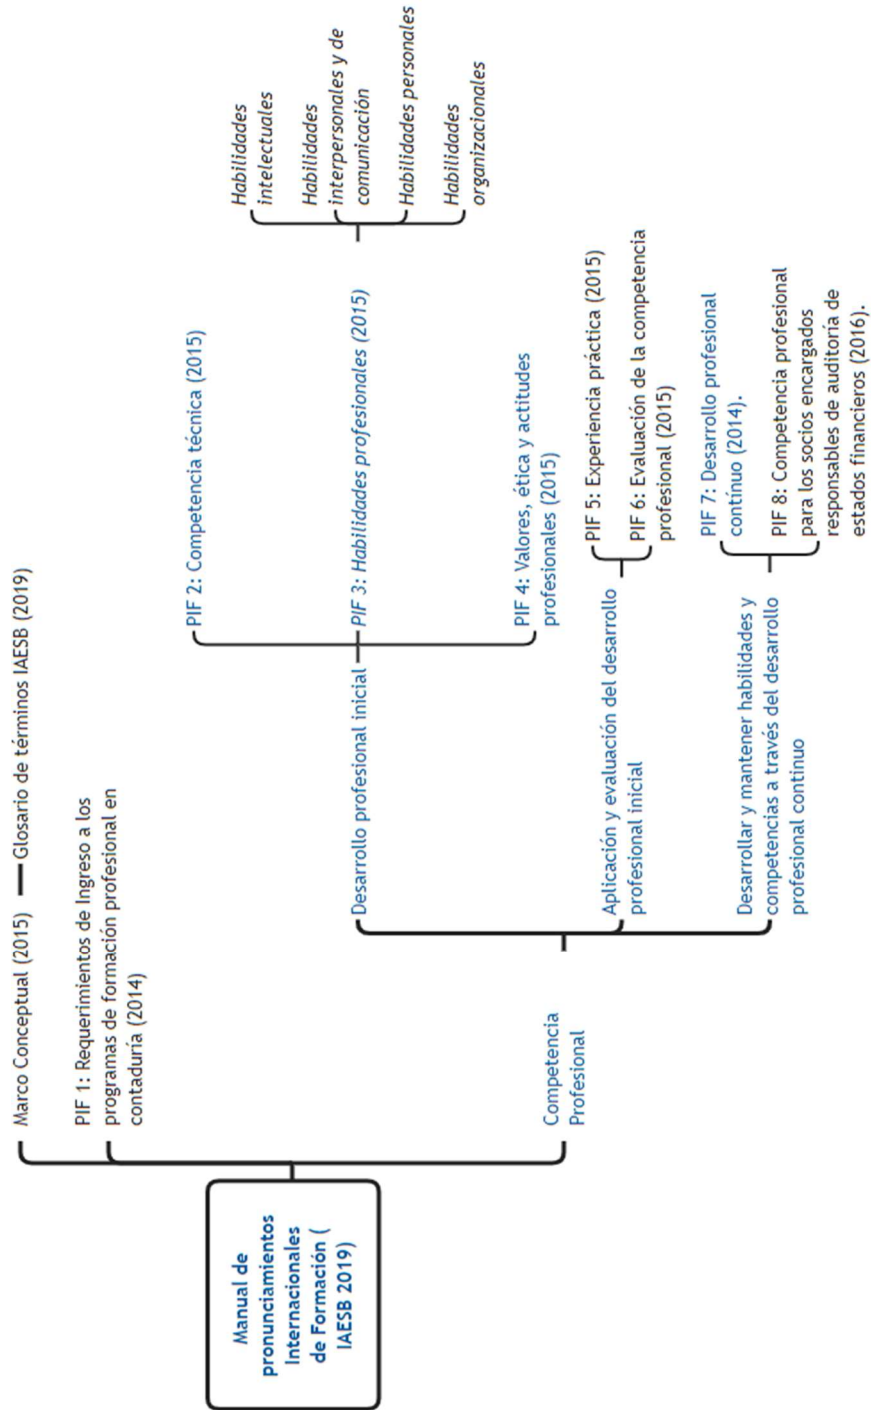 Manual de
pronunciamientos
Internacionales
de Formación (
IAESB 2019)
Marco Conceptual (2015)
Glosario de términos IAESB (2019)
PIF 1: Requerimientos de Ingreso a los
programas de formación profesional en
contaduría (2014)
Competencia
Profesional
Desarrollo profesional inicial
PIF 2: Competencia técnica (2015)
PIF 3: Habilidades profesionales (2015)
Habilidades
intelectuales
Habilidades
interpersonales y de
comunicación
Habilidades personales
Habilidades
organizacionales
PIF 4: Valores, ética y actitudes
profesionales (2015)
Aplicación y evaluación del desarrollo
profesional inicial
PIF 5: Experiencia práctica (2015)
PIF 6: Evaluación de la competencia
profesional (2015)
Desarrollar y mantener habilidades y
competencias a través del desarrollo
profesional continuo
PIF 7: Desarrollo profesional
contínuo (2014).
PIF 8: Competencia profesional
para los socios encargados
responsables de auditoría de
estados financieros (2016).